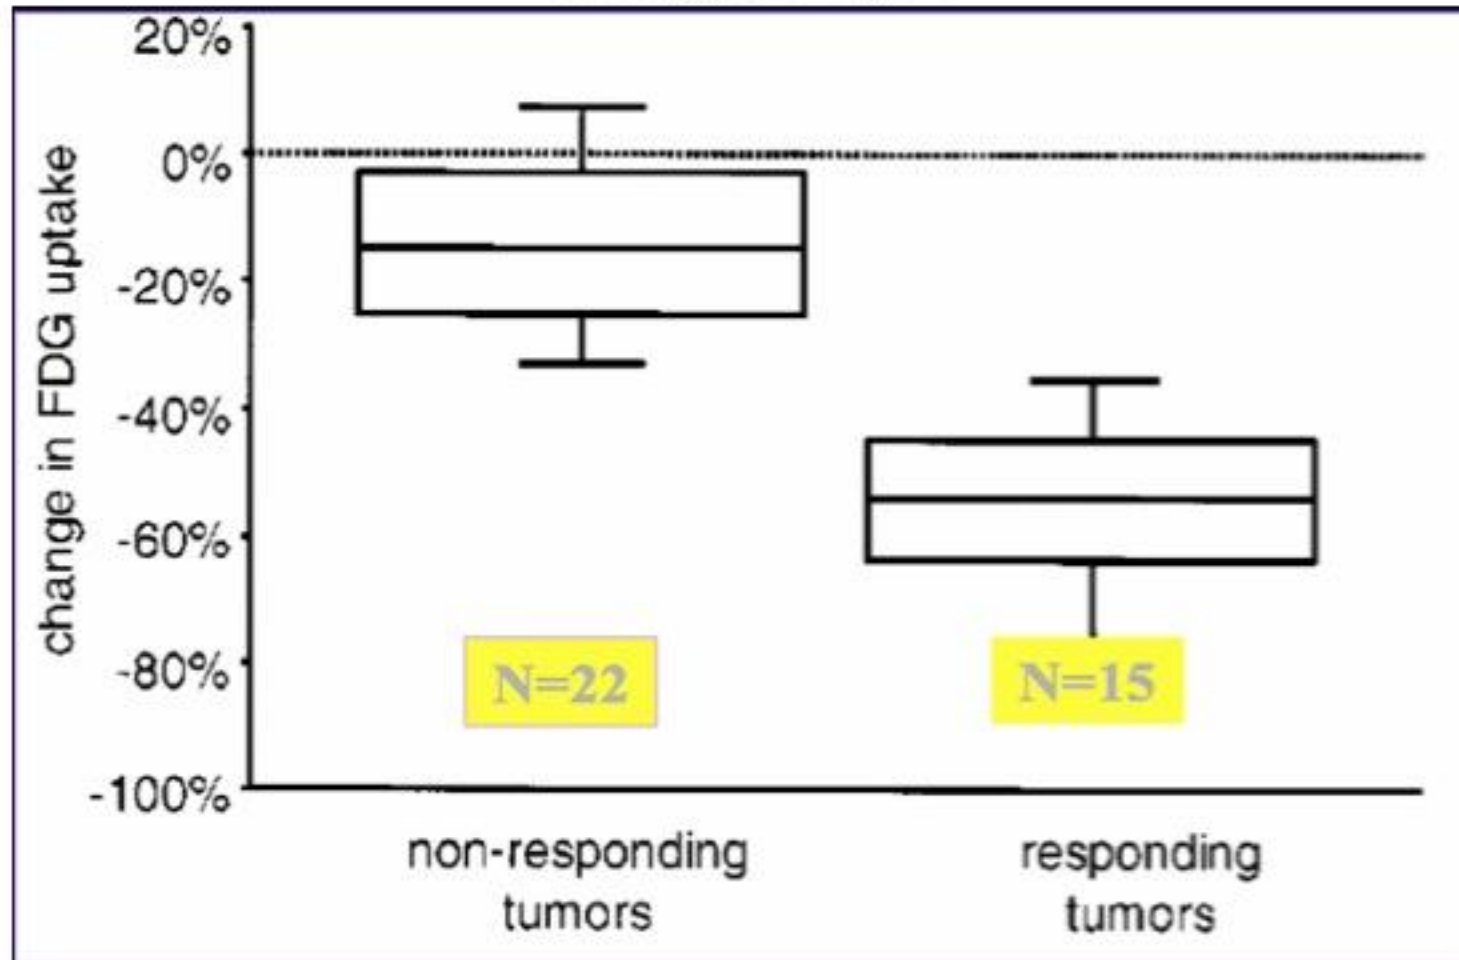 20%
0%
-20%
-40%
-60%
-80%
-100%
change in FDG uptake
N=22
N=15
non-responding
tumors
responding
tumors